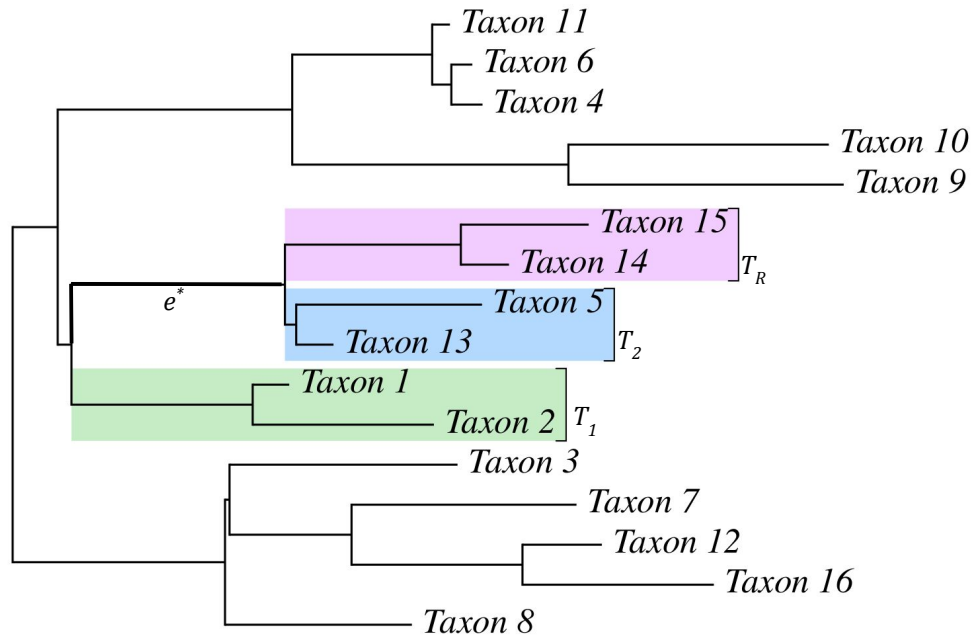 Taxon 11
Taxon 6
Taxon 4
Taxon 10
Taxon 9
Taxon 15
Taxon 14
T_R
e*
Taxon 5
Taxon 13
T_2
Taxon 1
Taxon 2
T_1
Taxon 3
Taxon 7
Taxon 12
Taxon 16
Taxon 8